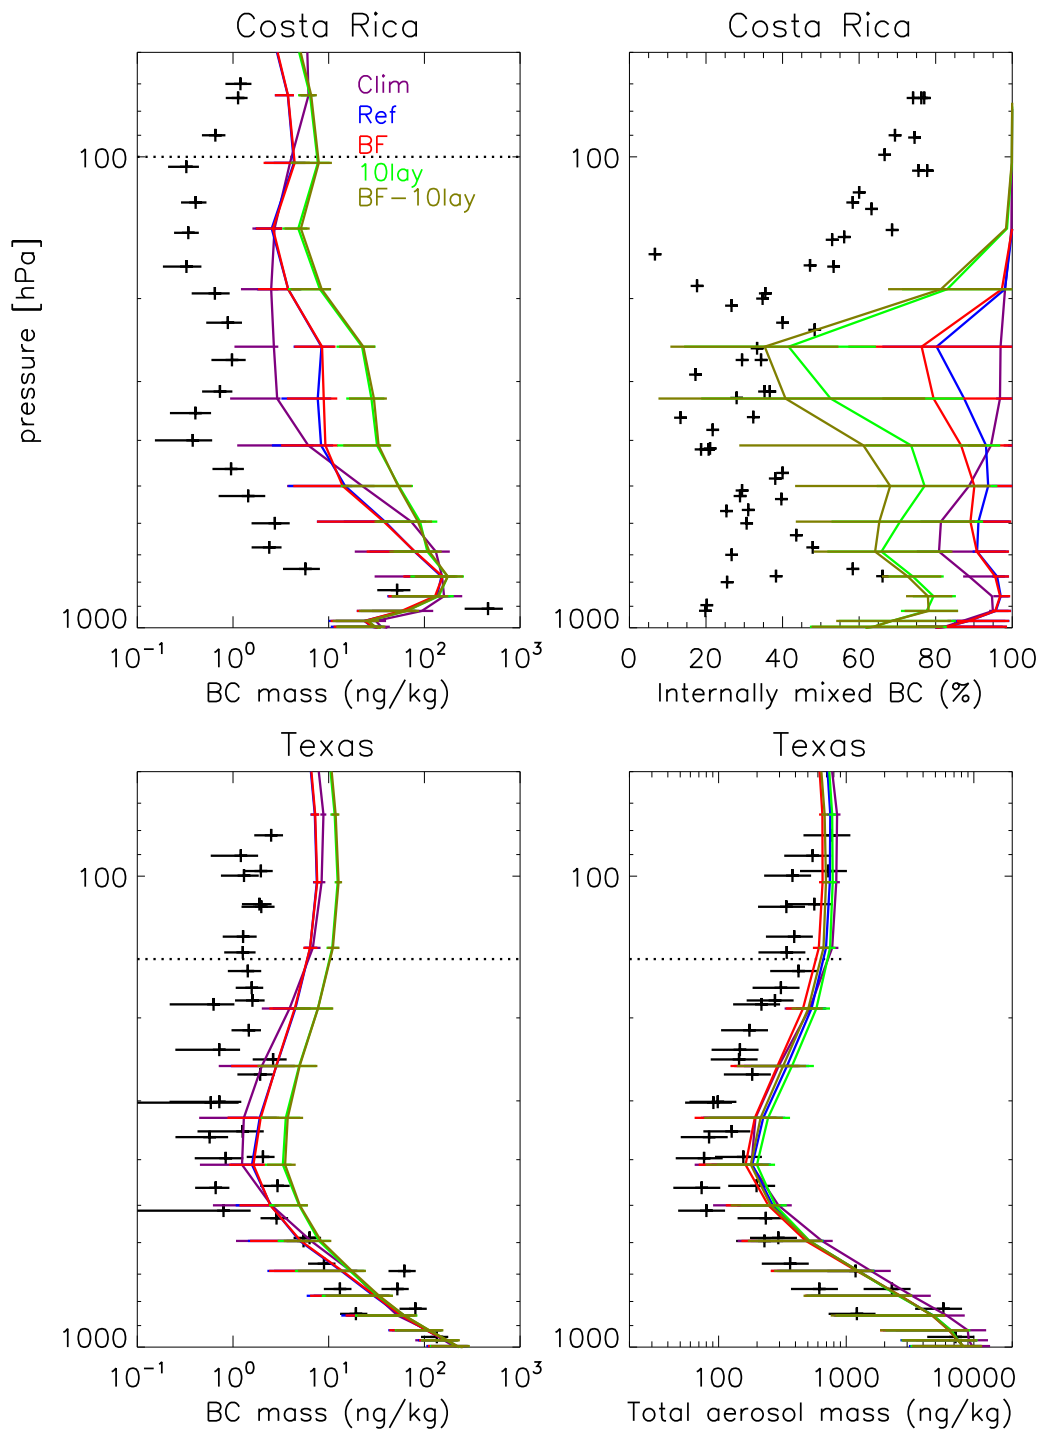 Costa Rica
Costa Rica
Clim
Ref
BF
10lay
BF-10lay
100
1000
100
1000
pressure [hPa]
10⁻¹ 10⁰ 10¹ 10² 10³
0 20 40 60 80 100
BC mass (ng/kg)
Internally mixed BC (%)
Texas
Texas
100
1000
100
1000
10⁻¹ 10⁰ 10¹ 10² 10³
100 1000 10000
BC mass (ng/kg)
Total aerosol mass (ng/kg)